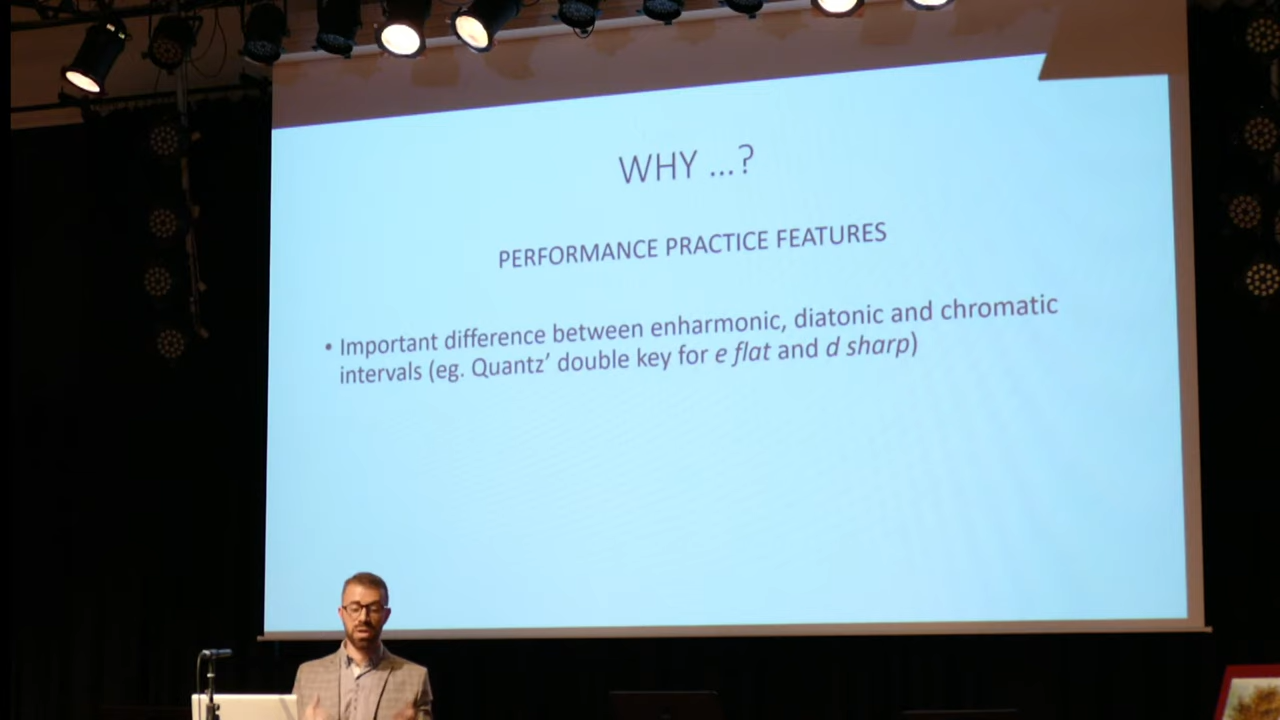 WHY ...?
PERFORMANCE PRACTICE FEATURES
• Important difference between enharmonic, diatonic and chromatic
intervals (eg. Quantz’ double key for e flat and d sharp)